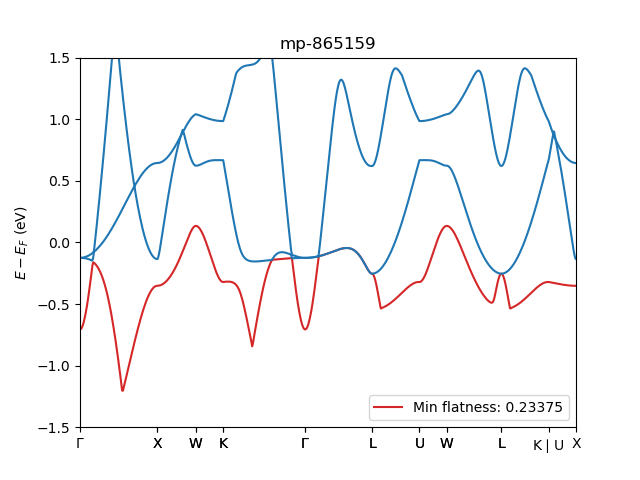 mp-865159
E − E_F (eV)
1.5
1.0
0.5
0.0
−0.5
−1.0
−1.5
Min flatness: 0.23375
Γ X W K Γ L U W L K | U X